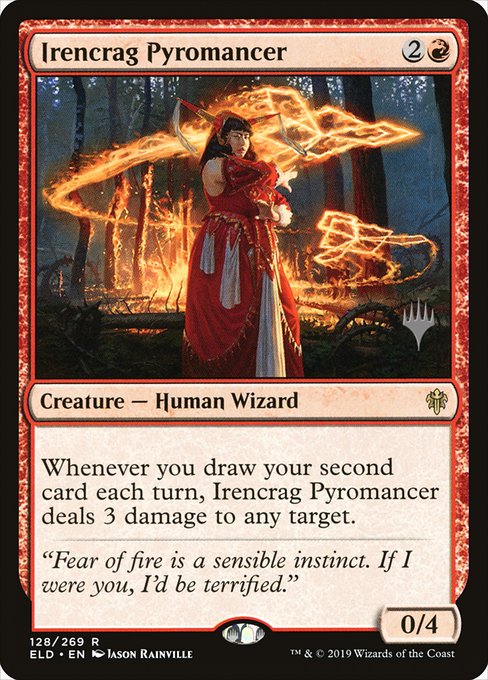 Irencrag Pyromancer 2
Creature — Human Wizard
Whenever you draw your second
card each turn, Irencrag Pyromancer
deals 3 damage to any target.
“Fear of fire is a sensible instinct. If I
were you, I’d be terrified.”
0/4
128/269 R
ELD • EN Jason Rainville ™ & © 2019 Wizards of the Coast